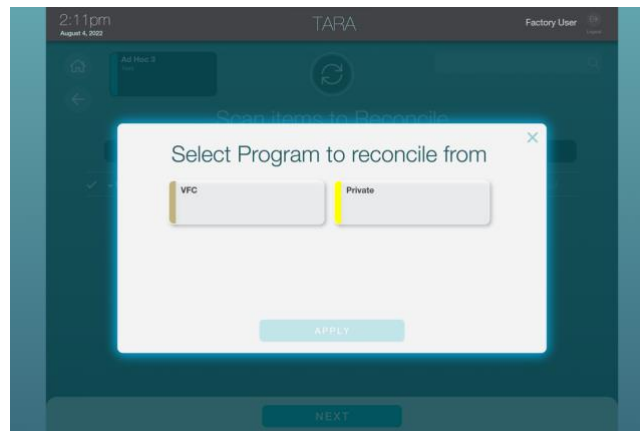 2:11pm
TARA
Factory User
August 4, 2022
Logout
Ad Hoc 3
Scan items to Reconcile
Select Program to reconcile from
VFC
Private
APPLY
NEXT